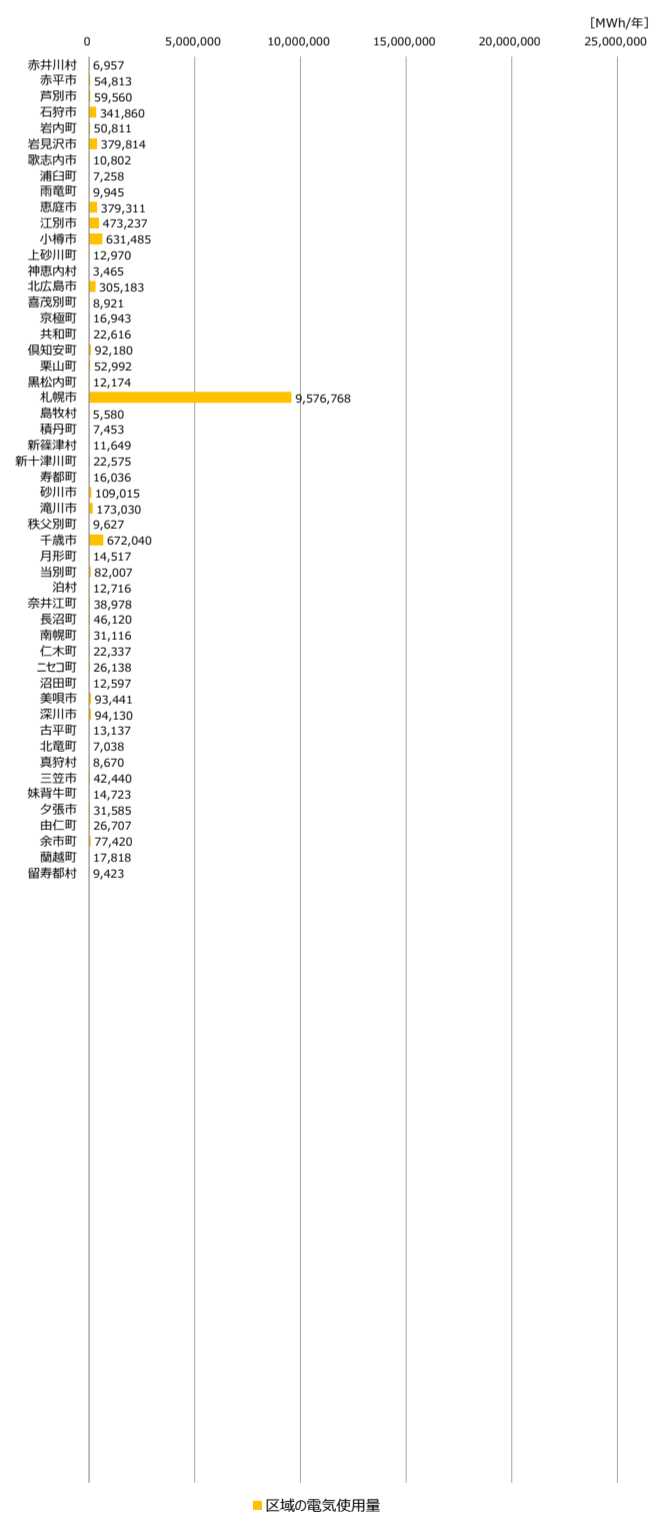 [MWh/年]
0 5,000,000 10,000,000 15,000,000 20,000,000 25,000,000
赤井川村 6,957
赤平市 54,813
芦別市 59,560
石狩市 341,860
岩内町 50,811
岩見沢市 379,814
歌志内市 10,802
浦臼町 7,258
雨竜町 9,945
恵庭市 379,311
江別市 473,237
小樽市 631,485
上砂川町 12,970
神恵内村 3,465
北広島市 305,183
喜茂別町 8,921
京極町 16,943
共和町 22,616
倶知安町 92,180
栗山町 52,992
黒松内町 12,174
札幌市 9,576,768
島牧村 5,580
積丹町 7,453
新篠津村 11,649
新十津川町 22,575
寿都町 16,036
砂川市 109,015
滝川市 173,030
秩父別町 9,627
千歳市 672,040
月形町 14,517
当別町 82,007
泊村 12,716
奈井江町 38,978
長沼町 46,120
南幌町 31,116
仁木町 22,337
ニセコ町 26,138
沼田町 12,597
美唄市 93,441
深川市 94,130
古平町 13,137
北竜町 7,038
真狩村 8,670
三笠市 42,440
妹背牛町 14,723
夕張市 31,585
由仁町 26,707
余市町 77,420
蘭越町 17,818
留寿都村 9,423
区域の電気使用量